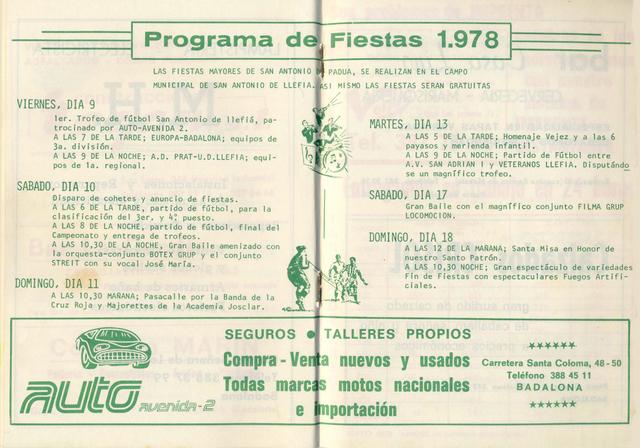 Programa de Fiestas 1.978
LAS FIESTAS MAYORES DE SAN ANTONIO PADUA, SE REALIZAN EN EL CAMPO
MUNICIPAL DE SAN ANTONIO DE LLEFIA. ASI MISMO LAS FIESTAS SERAN GRATUITAS
VIERNES, DIA 9
1er. Trofeo de fútbol San Antonio de llefiá, pa-
trocinado por AUTO-AVENIDA 2.
A LAS 7 DE LA TARDE; EUROPA-BADALONA; equipos de
3a. división.
A LAS 9 DE LA NOCHE; A.D. PRAT-U.D.LLEFIA; equi-
pos de 1a. regional.
SABADO, DIA 10
Disparo de cohetes y anuncio de fiestas.
A LAS 6 DE LA TARDE, partido de fútbol, para la
clasificación del 3er. y 4º puesto.
A LAS 8 DE LA NOCHE, partido de fútbol, final del
Campeonato y entrega de trofeos.
A LAS 10,30 DE LA NOCHE, Gran Baile amenizado con
la orquesta-conjunto BOTEX GRUP y el conjunto
STREIT con su vocal José María.
DOMINGO, DIA 11
A LAS 10,30 MAÑANA; Pasacalle por la Banda de la
Cruz Roja y Majorettes de la Academia Josclar.
MARTES, DIA 13
A LAS 5 DE LA TARDE; Homenaje Vejez y a las 6
payasos y merienda infantil.
A LAS 9 DE LA NOCHE; Partido de Fútbol entre
A.V. SAN ADRIAN I y VETERANOS LLEFIA. Disputándo
se un magnífico trofeo.
SABADO, DIA 17
Gran Baile con el magnífico conjunto FILMA GRUP
LOCOMOCION.
DOMINGO, DIA 18
A LAS 12 DE LA MAÑANA; Santa Misa en Honor de
nuestro Santo Patrón.
A LAS 10,30 NOCHE; Gran espectáculo de variedades
Fin de Fiestas con espectaculares Fuegos Artifi-
ciales.
AUTO AVENIDA-2
SEGUROS • TALLERES PROPIOS
Compra - Venta nuevos y usados
Todas marcas motos nacionales
e importación
******
Carretera Santa Coloma, 48 - 50
Teléfono 388 45 11
BADALONA
******